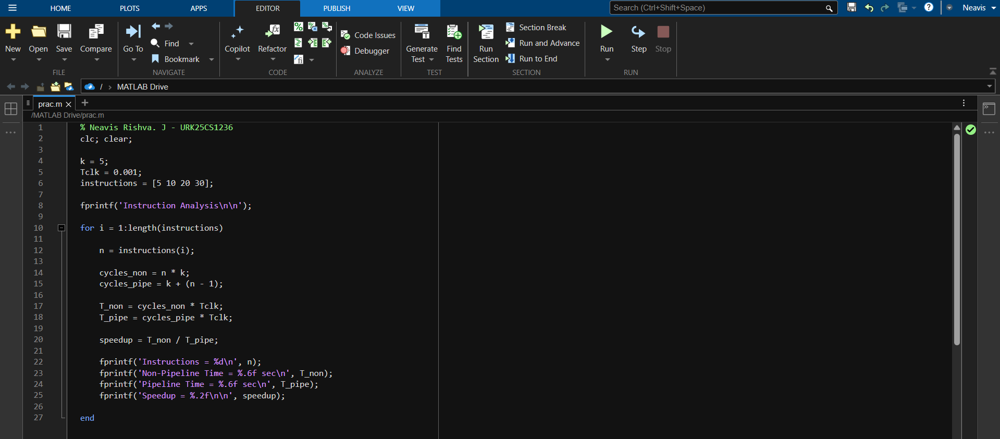 HOME PLOTS APPS EDITOR PUBLISH VIEW Search (Ctrl+Shift+Space) Neavis
New Open Save Compare Go To Find Bookmark Copilot Refactor Code Issues Debugger Generate Test Find Tests Run Section Section Break Run and Advance Run to End Run Step Stop
FILE NAVIGATE CODE ANALYZE TEST SECTION RUN
/ › MATLAB Drive
prac.m × +
/MATLAB Drive/prac.m
1 % Neavis Rishva. J - URK25CS1236
2 clc; clear;
3
4 k = 5;
5 Tclk = 0.001;
6 instructions = [5 10 20 30];
7
8 fprintf('Instruction Analysis\n\n');
9
10 for i = 1:length(instructions)
11
12     n = instructions(i);
13
14     cycles_non = n * k;
15     cycles_pipe = k + (n - 1);
16
17     T_non = cycles_non * Tclk;
18     T_pipe = cycles_pipe * Tclk;
19
20     speedup = T_non / T_pipe;
21
22     fprintf('Instructions = %d\n', n);
23     fprintf('Non-Pipeline Time = %.6f sec\n', T_non);
24     fprintf('Pipeline Time = %.6f sec\n', T_pipe);
25     fprintf('Speedup = %.2f\n\n', speedup);
26
27 end